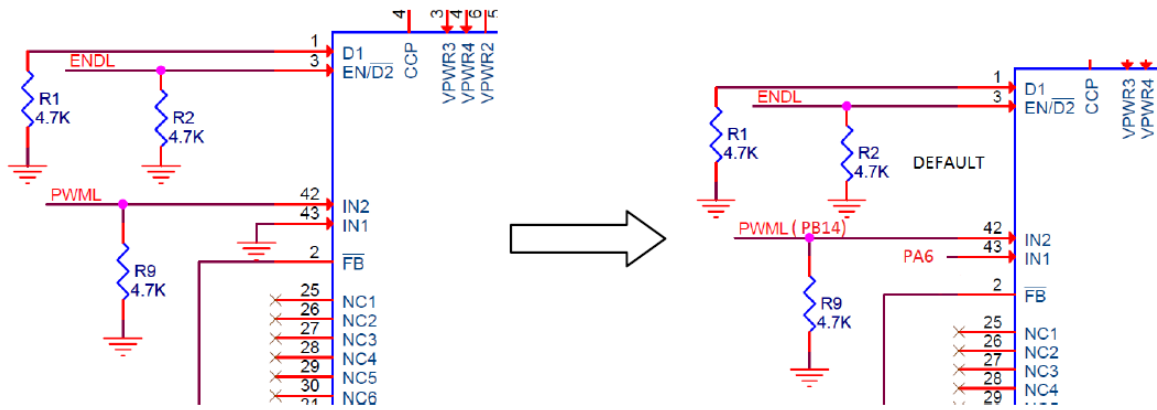 4
3
4
6
5
1
D1
ENDL
3
EN/D2
CCP
VPWR3
VPWR4
VPWR2
R1
4.7K
R2
4.7K
PWML
42
IN2
43
IN1
2
FB
R9
4.7K
25
NC1
26
NC2
27
NC3
28
NC4
29
NC5
30
NC6
1
D1
ENDL
3
EN/D2
CCP
VPWR3
VPWR4
R1
4.7K
R2
4.7K
DEFAULT
PWML ( PB14)
42
IN2
PA6
43
IN1
2
FB
R9
4.7K
25
NC1
26
NC2
27
NC3
28
NC4
29